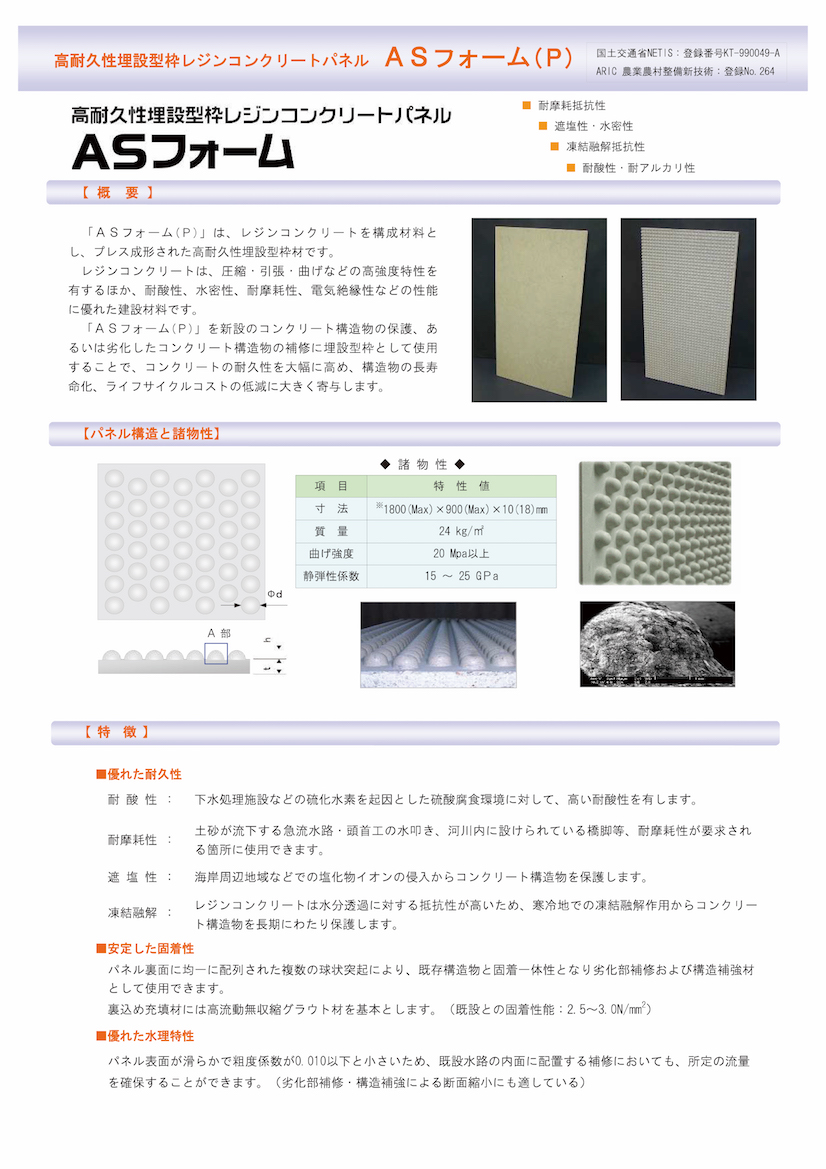 高耐久性埋設型枠レジンコンクリートパネル ＡＳフォーム(Ｐ)
国土交通省NETIS：登録番号KT-990049-A
ARIC 農業農村整備新技術：登録No.264
高耐久性埋設型枠レジンコンクリートパネル
ASフォーム
■ 耐摩耗抵抗性
■ 遮塩性・水密性
■ 凍結融解抵抗性
■ 耐酸性・耐アルカリ性
【 概　要 】
「ＡＳフォーム(Ｐ)」は、レジンコンクリートを構成材料と
し、プレス成形された高耐久性埋設型枠材です。
レジンコンクリートは、圧縮・引張・曲げなどの高強度特性を
有するほか、耐酸性、水密性、耐摩耗性、電気絶縁性などの性能
に優れた建設材料です。
「ＡＳフォーム(Ｐ)」を新設のコンクリート構造物の保護、あ
るいは劣化したコンクリート構造物の補修に埋設型枠として使用
することで、コンクリートの耐久性を大幅に高め、構造物の長寿
命化、ライフサイクルコストの低減に大きく寄与します。
【パネル構造と諸物性】
◆ 諸 物 性 ◆
項　目　特　性　値
寸　法　※1800(Max)×900(Max)×10(18)mm
質　量　24 kg/㎡
曲げ強度　20 Mpa以上
静弾性係数　15 ～ 25 GPa
Φd
A 部
h
t
【 特　徴 】
■優れた耐久性
耐 酸 性 ： 下水処理施設などの硫化水素を起因とした硫酸腐食環境に対して、高い耐酸性を有します。
耐摩耗性 ： 土砂が流下する急流水路・頭首工の水叩き、河川内に設けられている橋脚等、耐摩耗性が要求され
る箇所に使用できます。
遮 塩 性 ： 海岸周辺地域などでの塩化物イオンの侵入からコンクリート構造物を保護します。
凍結融解 ： レジンコンクリートは水分透過に対する抵抗性が高いため、寒冷地での凍結融解作用からコンクリー
ト構造物を長期にわたり保護します。
■安定した固着性
パネル裏面に均一に配列された複数の球状突起により、既存構造物と固着一体性となり劣化部補修および構造補強材
として使用できます。
裏込め充填材には高流動無収縮グラウト材を基本とします。（既設との固着性能：2.5～3.0N/mm²）
■優れた水理特性
パネル表面が滑らかで粗度係数が0.010以下と小さいため、既設水路の内面に配置する補修においても、所定の流量
を確保することができます。（劣化部補修・構造補強による断面縮小にも適している）